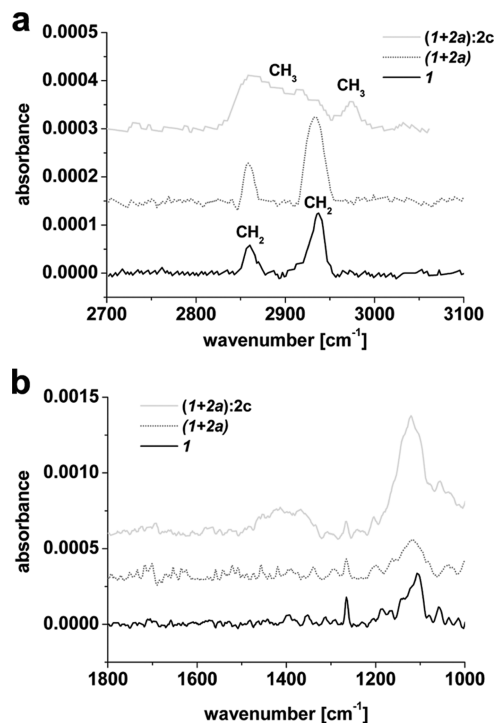 a
0.0005
0.0004
0.0003
0.0002
0.0001
0.0000
absorbance
CH3
CH3
CH2
CH2
(1+2a):2c
(1+2a)
1
2700 2800 2900 3000 3100
wavenumber [cm-1]
b
0.0015
0.0010
0.0005
0.0000
absorbance
(1+2a):2c
(1+2a)
1
1800 1600 1400 1200 1000
wavenumber [cm-1]